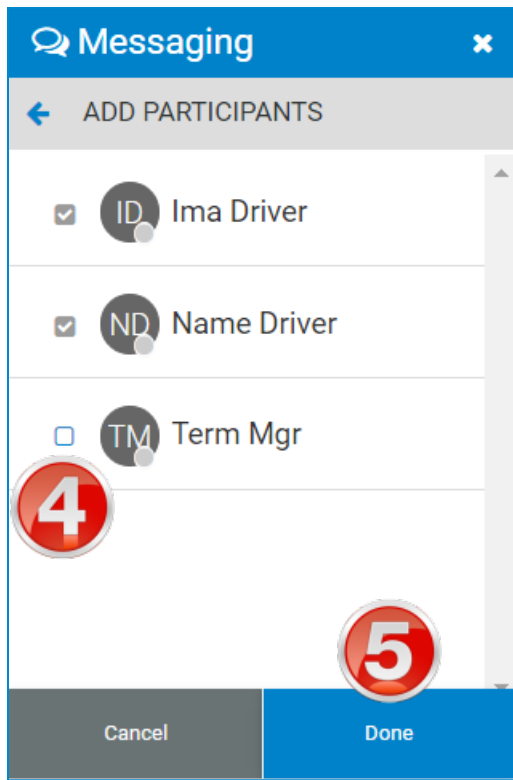 Messaging
ADD PARTICIPANTS
ID Ima Driver
ND Name Driver
TM Term Mgr
4
5
Cancel Done